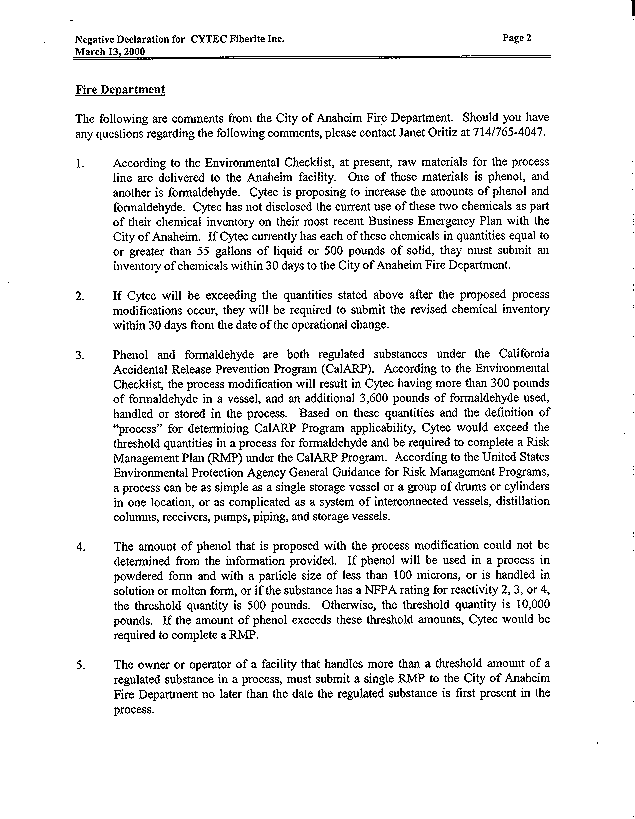 Negative Declaration for CYTEC Fiberite Inc. Page 2
March 13, 2000
Fire Department
The following are comments from the City of Anaheim Fire Department. Should you have
any questions regarding the following comments, please contact Janet Oritiz at 714/765-4047.
1. According to the Environmental Checklist, at present, raw materials for the process
line are delivered to the Anaheim facility. One of these materials is phenol, and
another is formaldehyde. Cytec is proposing to increase the amounts of phenol and
formaldehyde. Cytec has not disclosed the current use of these two chemicals as part
of their chemical inventory on their most recent Business Emergency Plan with the
City of Anaheim. If Cytec currently has each of these chemicals in quantities equal to
or greater than 55 gallons of liquid or 500 pounds of solid, they must submit an
inventory of chemicals within 30 days to the City of Anaheim Fire Department.
2. If Cytec will be exceeding the quantities stated above after the proposed process
modifications occur, they will be required to submit the revised chemical inventory
within 30 days from the date of the operational change.
3. Phenol and formaldehyde are both regulated substances under the California
Accidental Release Prevention Program (CalARP). According to the Environmental
Checklist, the process modification will result in Cytec having more than 300 pounds
of formaldehyde in a vessel, and an additional 3,600 pounds of formaldehyde used,
handled or stored in the process. Based on these quantities and the definition of
"process" for determining CalARP Program applicability, Cytec would exceed the
threshold quantities in a process for formaldehyde and be required to complete a Risk
Management Plan (RMP) under the CalARP Program. According to the United States
Environmental Protection Agency General Guidance for Risk Management Programs,
a process can be as simple as a single storage vessel or a group of drums or cylinders
in one location, or as complicated as a system of interconnected vessels, distillation
columns, receivers, pumps, piping, and storage vessels.
4. The amount of phenol that is proposed with the process modification could not be
determined from the information provided. If phenol will be used in a process in
powdered form and with a particle size of less than 100 microns, or is handled in
solution or molten form, or if the substance has a NFPA rating for reactivity 2, 3, or 4,
the threshold quantity is 500 pounds. Otherwise, the threshold quantity is 10,000
pounds. If the amount of phenol exceeds these threshold amounts, Cytec would be
required to complete a RMP.
5. The owner or operator of a facility that handles more than a threshold amount of a
regulated substance in a process, must submit a single RMP to the City of Anaheim
Fire Department no later than the date the regulated substance is first present in the
process.